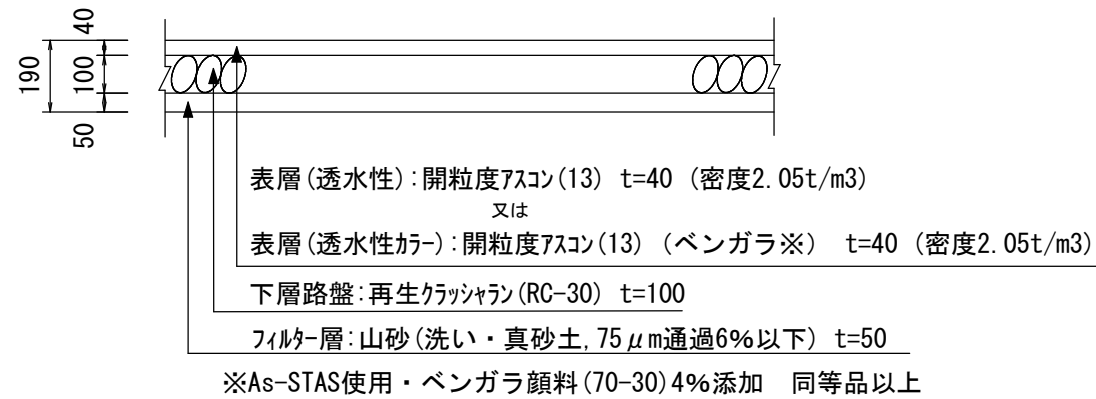 40
190
100
50
表層(透水性):開粒度ｱｽｺﾝ(13) t=40 (密度2.05t/m3)
又は
表層(透水性ｶﾗｰ):開粒度ｱｽｺﾝ(13) (ベンガラ※) t=40 (密度2.05t/m3)
下層路盤:再生ｸﾗｯｼｬﾗﾝ(RC-30) t=100
ﾌｨﾙﾀｰ層:山砂(洗い・真砂土,75μm通過6%以下) t=50
※As-STAS使用・ベンガラ顔料(70-30)4%添加　同等品以上